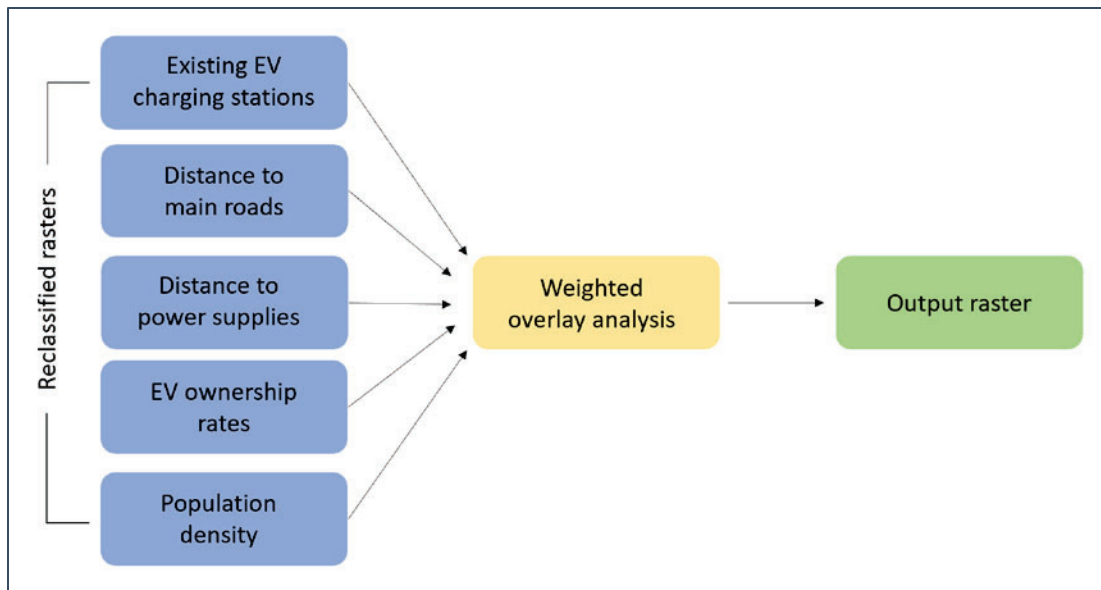 Reclassified rasters
Existing EV
charging stations
Distance to
main roads
Distance to
power supplies
EV ownership
rates
Population
density
Weighted
overlay analysis
Output raster